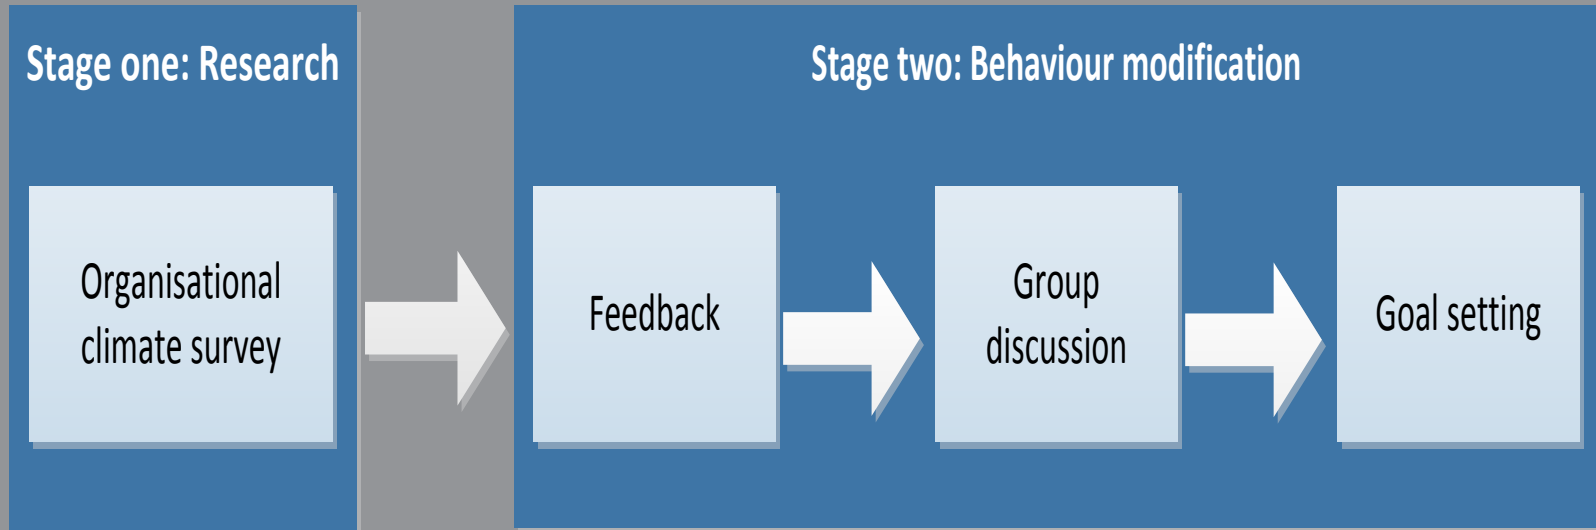 Stage one: Research
Stage two: Behaviour modification
Organisational
climate survey
Feedback
Group
discussion
Goal setting